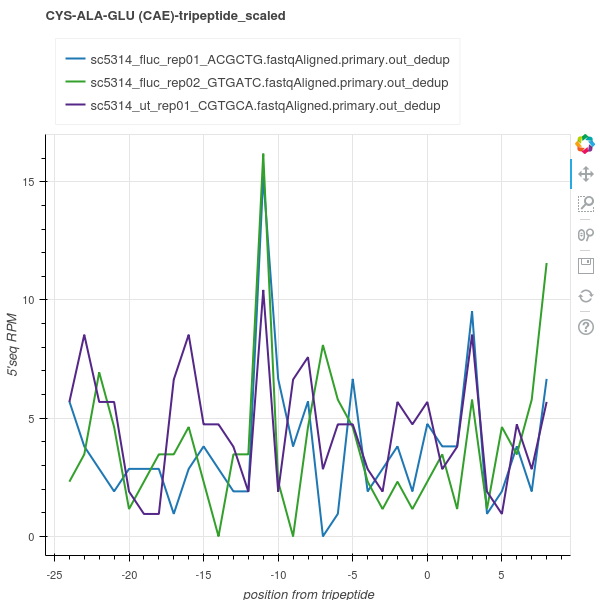 CYS-ALA-GLU (CAE)-tripeptide_scaled
sc5314_fluc_rep01_ACGCTG.fastqAligned.primary.out_dedup
sc5314_fluc_rep02_GTGATC.fastqAligned.primary.out_dedup
sc5314_ut_rep01_CGTGCA.fastqAligned.primary.out_dedup
15
10
5
0
5'seq RPM
-25
-20
-15
-10
-5
0
5
position from tripeptide